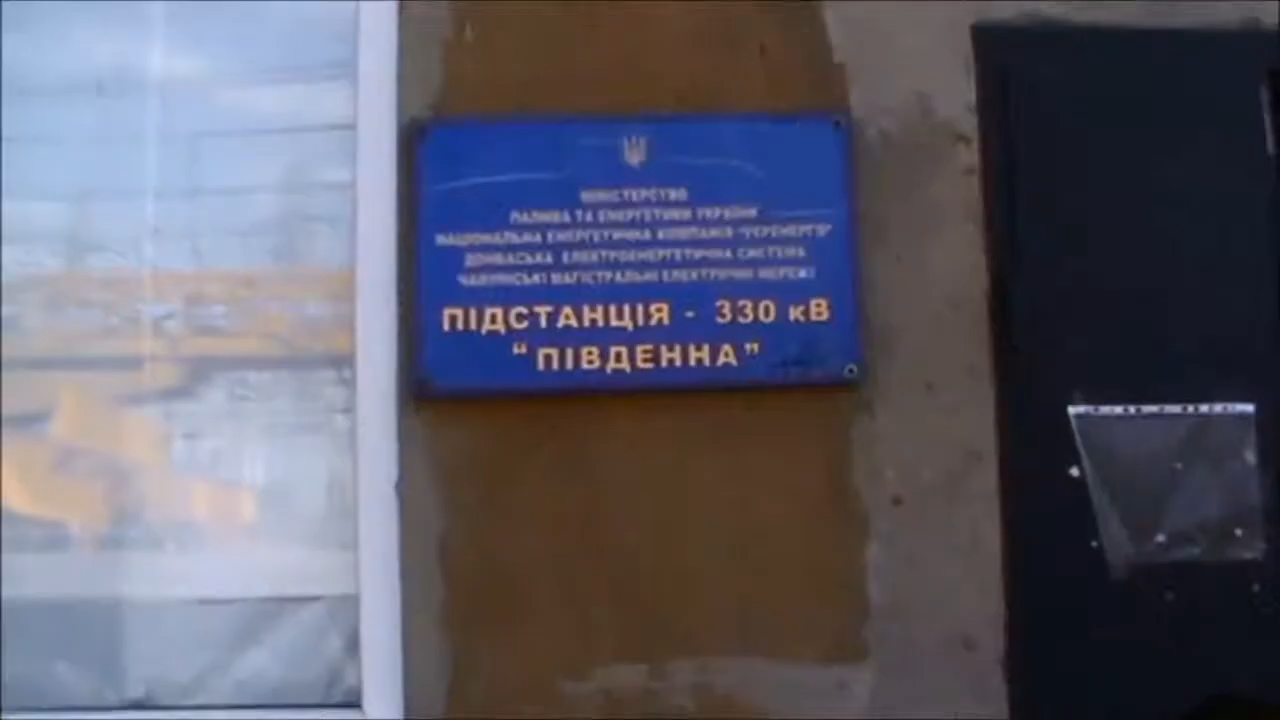 МІНІСТЕРСТВО
ПАЛИВА ТА ЕНЕРГЕТИКИ УКРАЇНИ
НАЦІОНАЛЬНА ЕНЕРГЕТИЧНА КОМПАНІЯ "УКРЕНЕРГО"
ДОНБАСЬКА ЕЛЕКТРОЕНЕРГЕТИЧНА СИСТЕМА
МАГІСТРАЛЬНІ ЕЛЕКТРИЧНІ МЕРЕЖІ
ПІДСТАНЦІЯ - 330 кВ
“ПІВДЕННА”